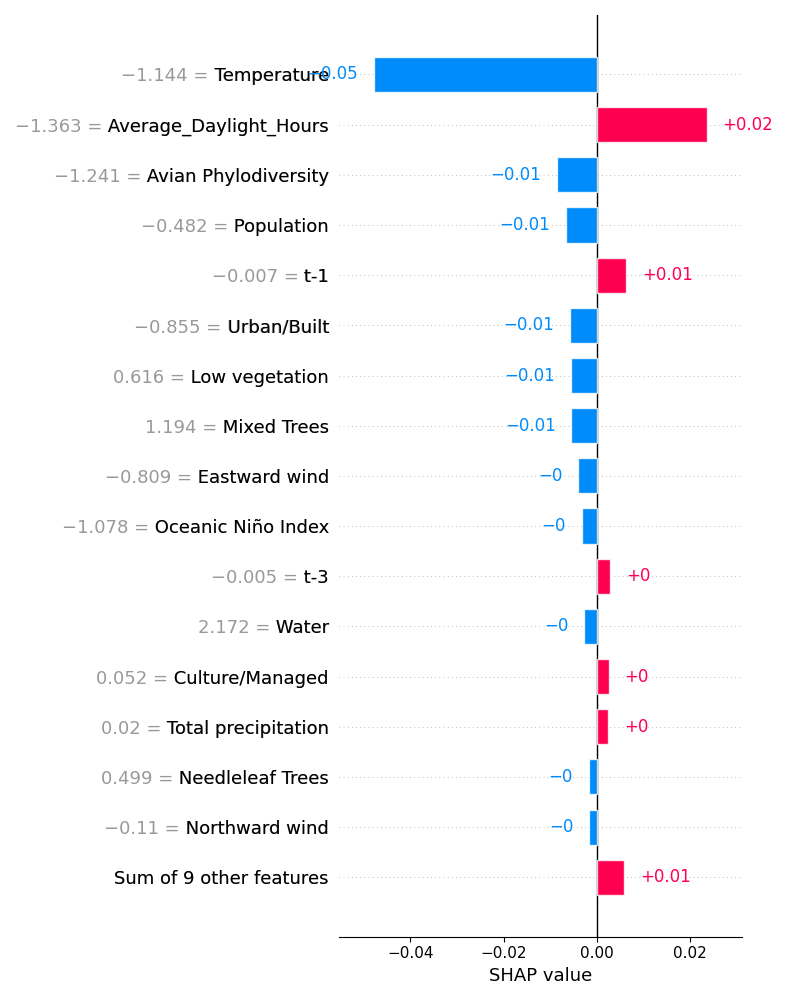 −1.144 = Temperature −0.05
−1.363 = Average_Daylight_Hours +0.02
−1.241 = Avian Phylodiversity −0.01
−0.482 = Population −0.01
−0.007 = t-1 +0.01
−0.855 = Urban/Built −0.01
0.616 = Low vegetation −0.01
1.194 = Mixed Trees −0.01
−0.809 = Eastward wind −0
−1.078 = Oceanic Niño Index −0
−0.005 = t-3 +0
2.172 = Water −0
0.052 = Culture/Managed +0
0.02 = Total precipitation +0
0.499 = Needleleaf Trees −0
−0.11 = Northward wind −0
Sum of 9 other features +0.01
−0.04 −0.02 0.00 0.02
SHAP value